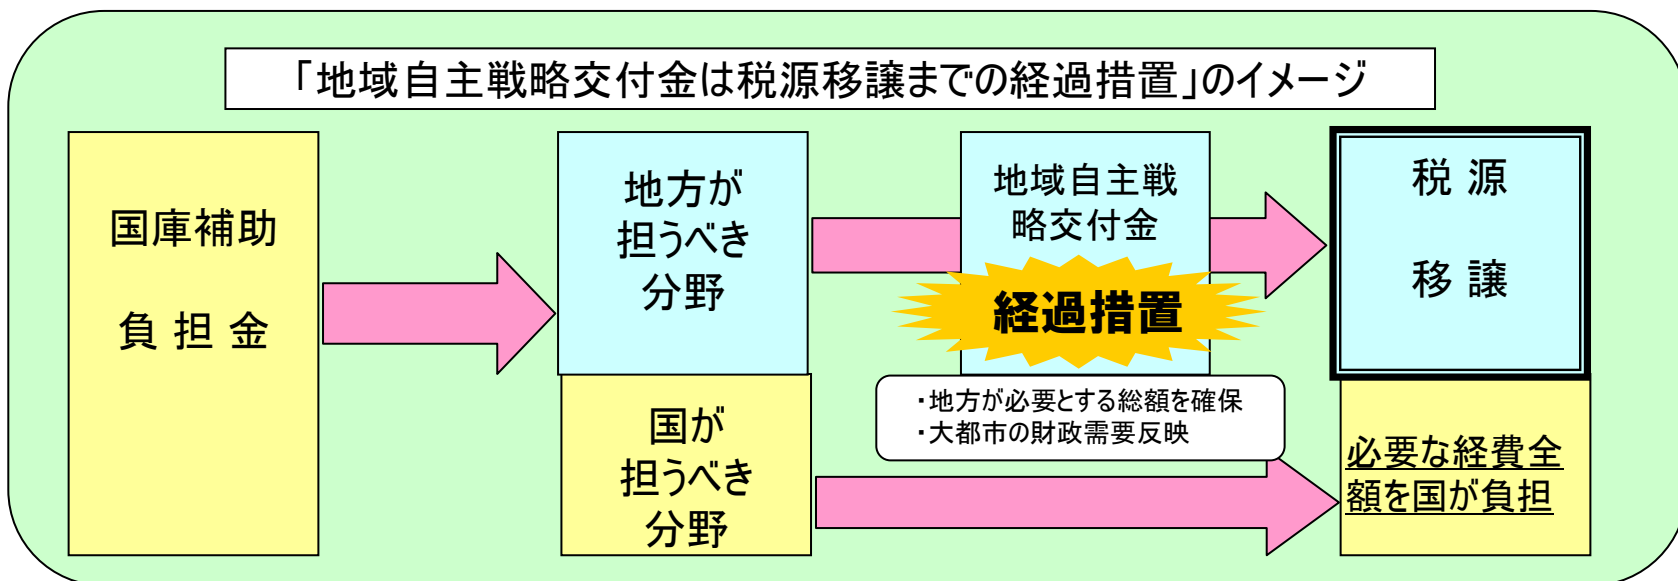 「地域自主戦略交付金は税源移譲までの経過措置」のイメージ
国庫補助
負 担 金
地方が
担うべき
分野
国が
担うべき
分野
地域自主戦
略交付金
経過措置
・地方が必要とする総額を確保
・大都市の財政需要反映
税 源
移 譲
必要な経費全
額を国が負担